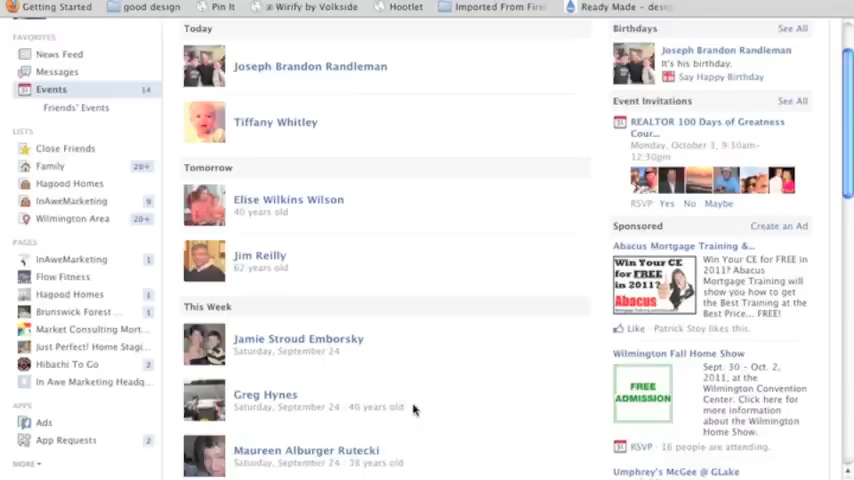 Getting Started good design Pin It Wirify by Volkside Hootlet Imported From Fire Ready Made - desi
FAVORITES
News Feed
Messages
Events 14
Friends' Events
LISTS
Close Friends
Family 20+
Hagood Homes
InAweMarketing 9
Wilmington Area 20+
PAGES
InAweMarketing 1
Flow Fitness
Hagood Homes 1
Brunswick Forest ... 1
Market Consulting Mort...
Just Perfect! Home Stagi...
Hibachi To Go 2
In Awe Marketing Headq...
APPS
Ads
App Requests 2
MORE
Today
Joseph Brandon Randleman
Tiffany Whitley
Tomorrow
Elise Wilkins Wilson
40 years old
Jim Reilly
62 years old
This Week
Jamie Stroud Emborsky
Saturday, September 24
Greg Hynes
Saturday, September 24 · 40 years old
Maureen Alburger Rutecki
Saturday, September 24 · 38 years old
Birthdays See All
Joseph Brandon Randleman
It's his birthday.
Say Happy Birthday
Event Invitations See All
REALTOR 100 Days of Greatness
Cour...
Monday, October 3, 9:30am-
12:30pm
RSVP Yes No Maybe
Sponsored Create an Ad
Abacus Mortgage Training &...
Win Your CE
for FREE
in 2011?
Abacus
Win Your CE for FREE in
2011? Abacus
Mortgage Training will
show you how to get
the Best Training at the
Best Price... FREE!
Like · Patrick Stoy likes this.
Wilmington Fall Home Show
FREE
ADMISSION
Sept. 30 - Oct. 2,
2011, at the
Wilmington Convention
Center. Click here for
more information
about the Wilmington
Home Show.
RSVP · 16 people are attending.
Umphrey's McGee @ GLake